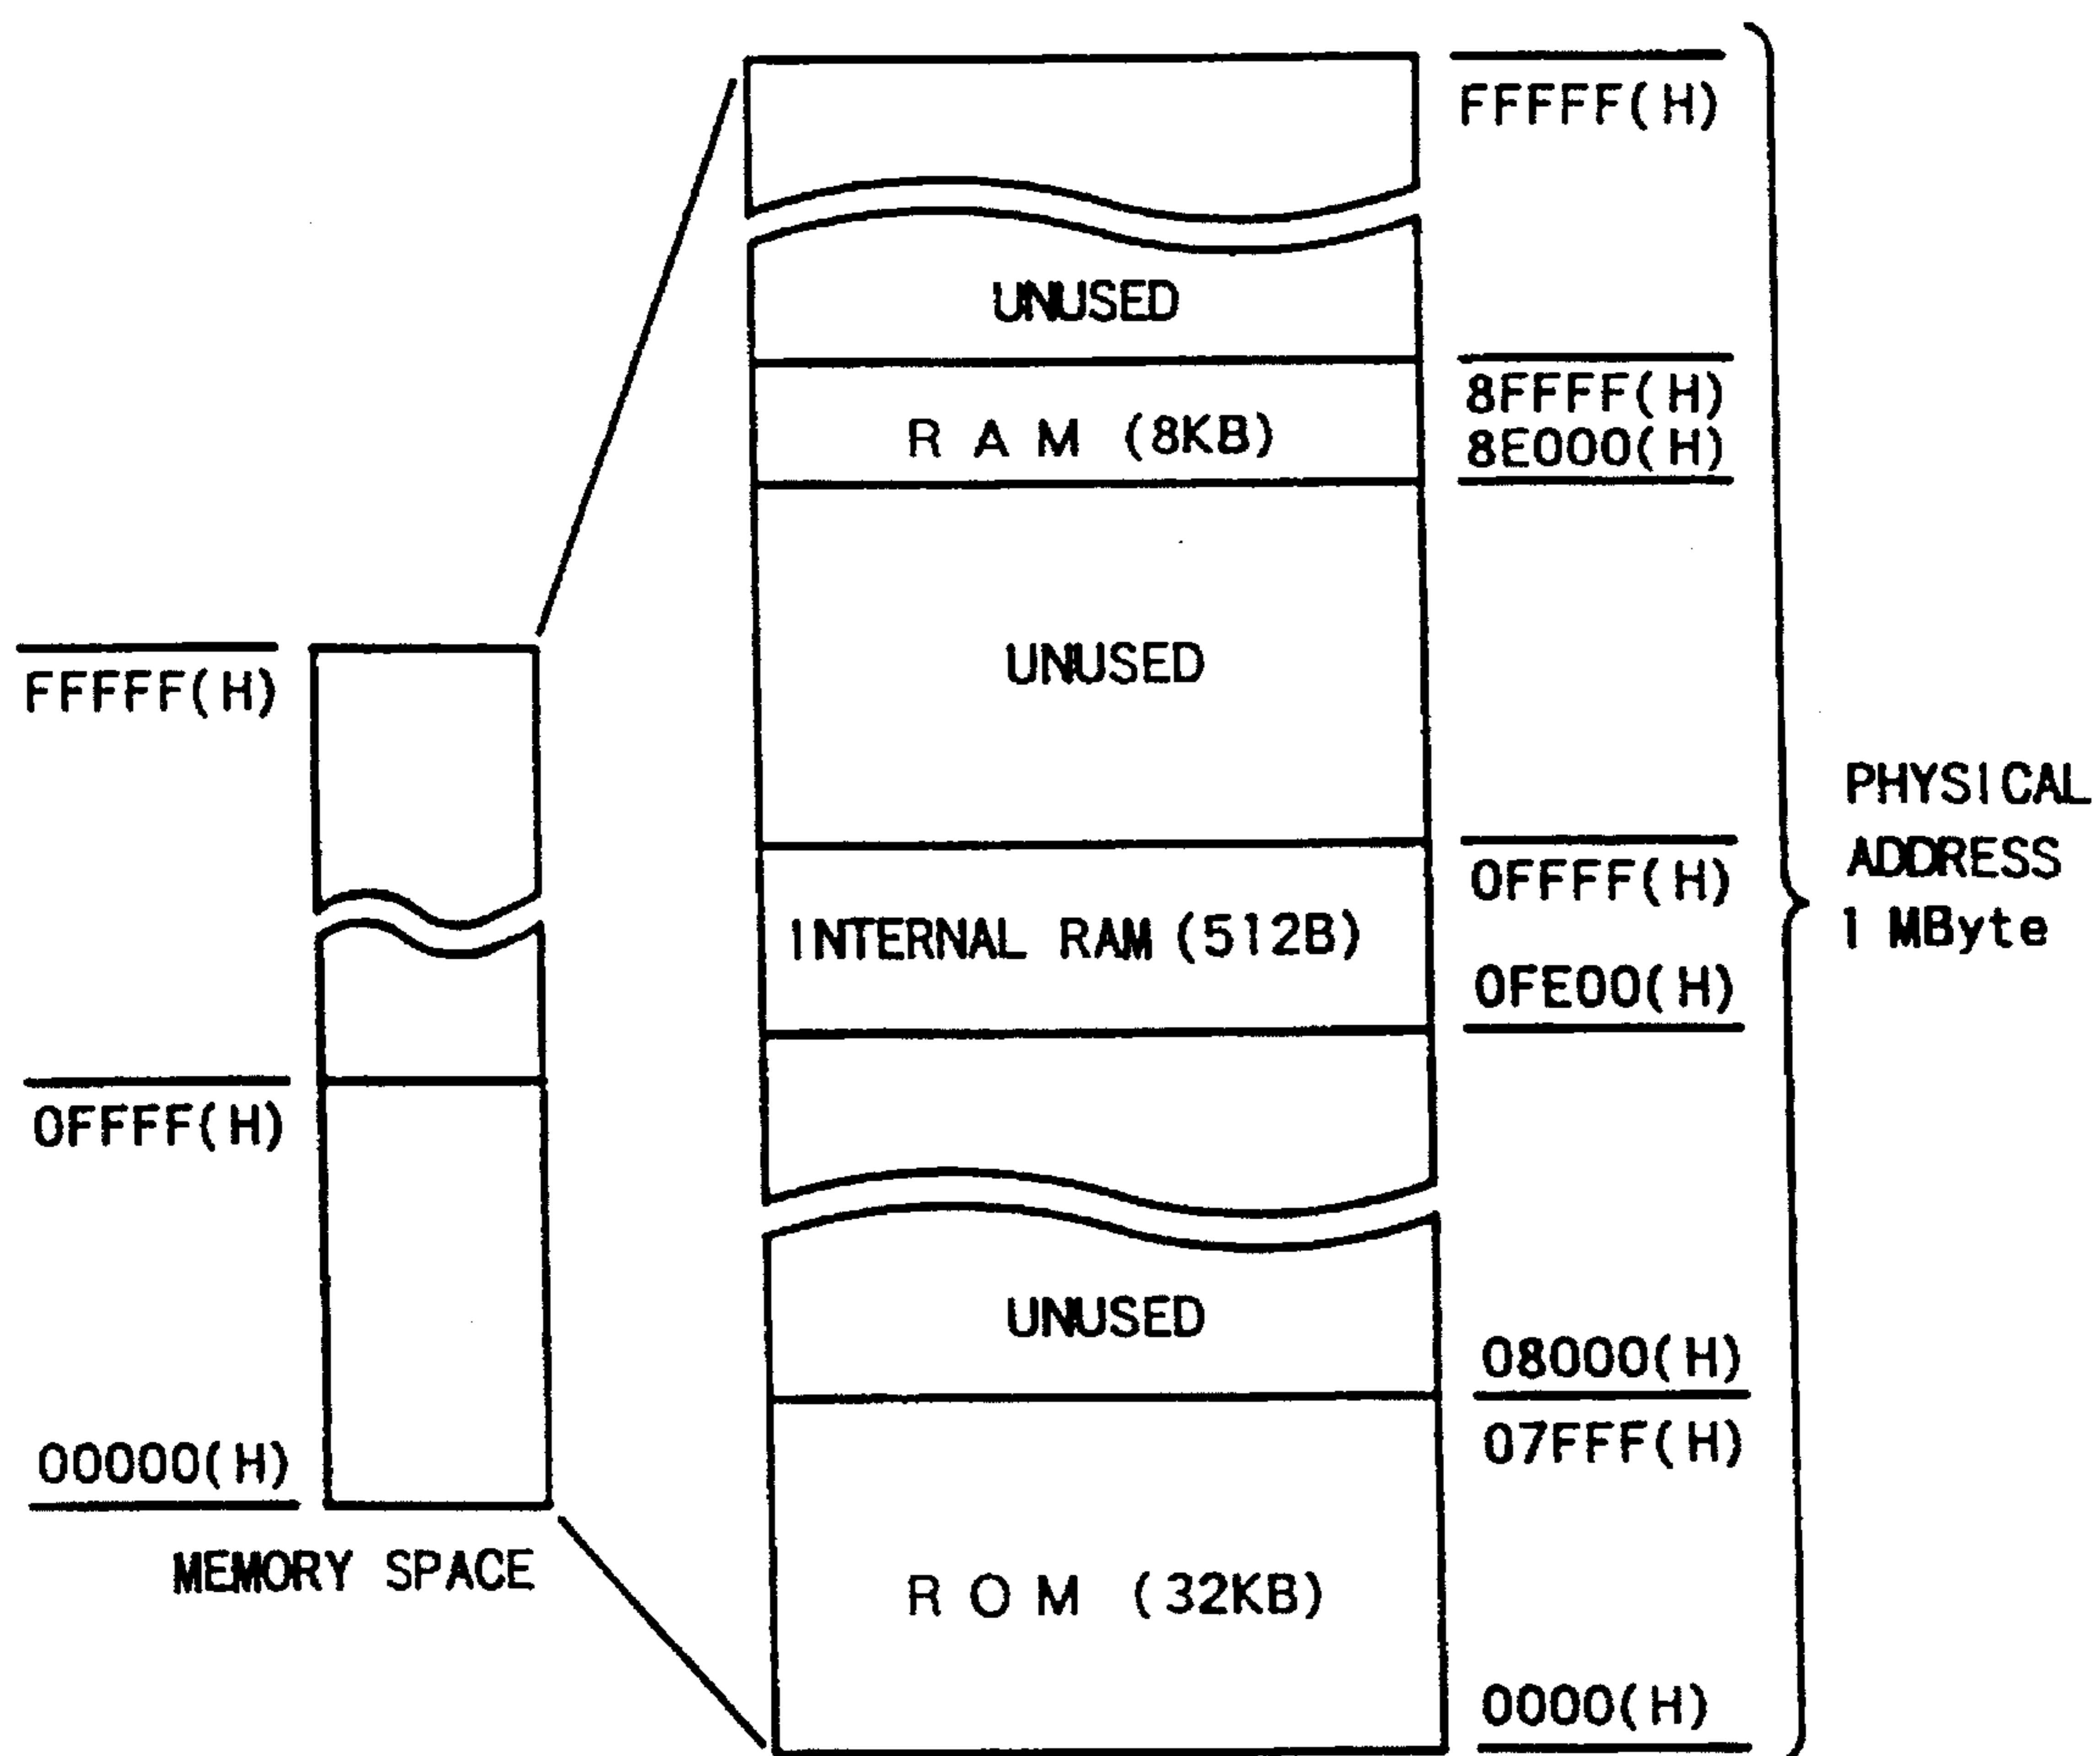 FFFFF(H)
UNUSED
8FFFF(H)
R A M (8KB)
8E000(H)
UNUSED
FFFFF(H)
PHYSICAL
ADDRESS
1 MByte
0FFFF(H)
INTERNAL RAM (512B)
0FE00(H)
0FFFF(H)
UNUSED
08000(H)
07FFF(H)
00000(H)
MEMORY SPACE
R O M (32KB)
0000(H)